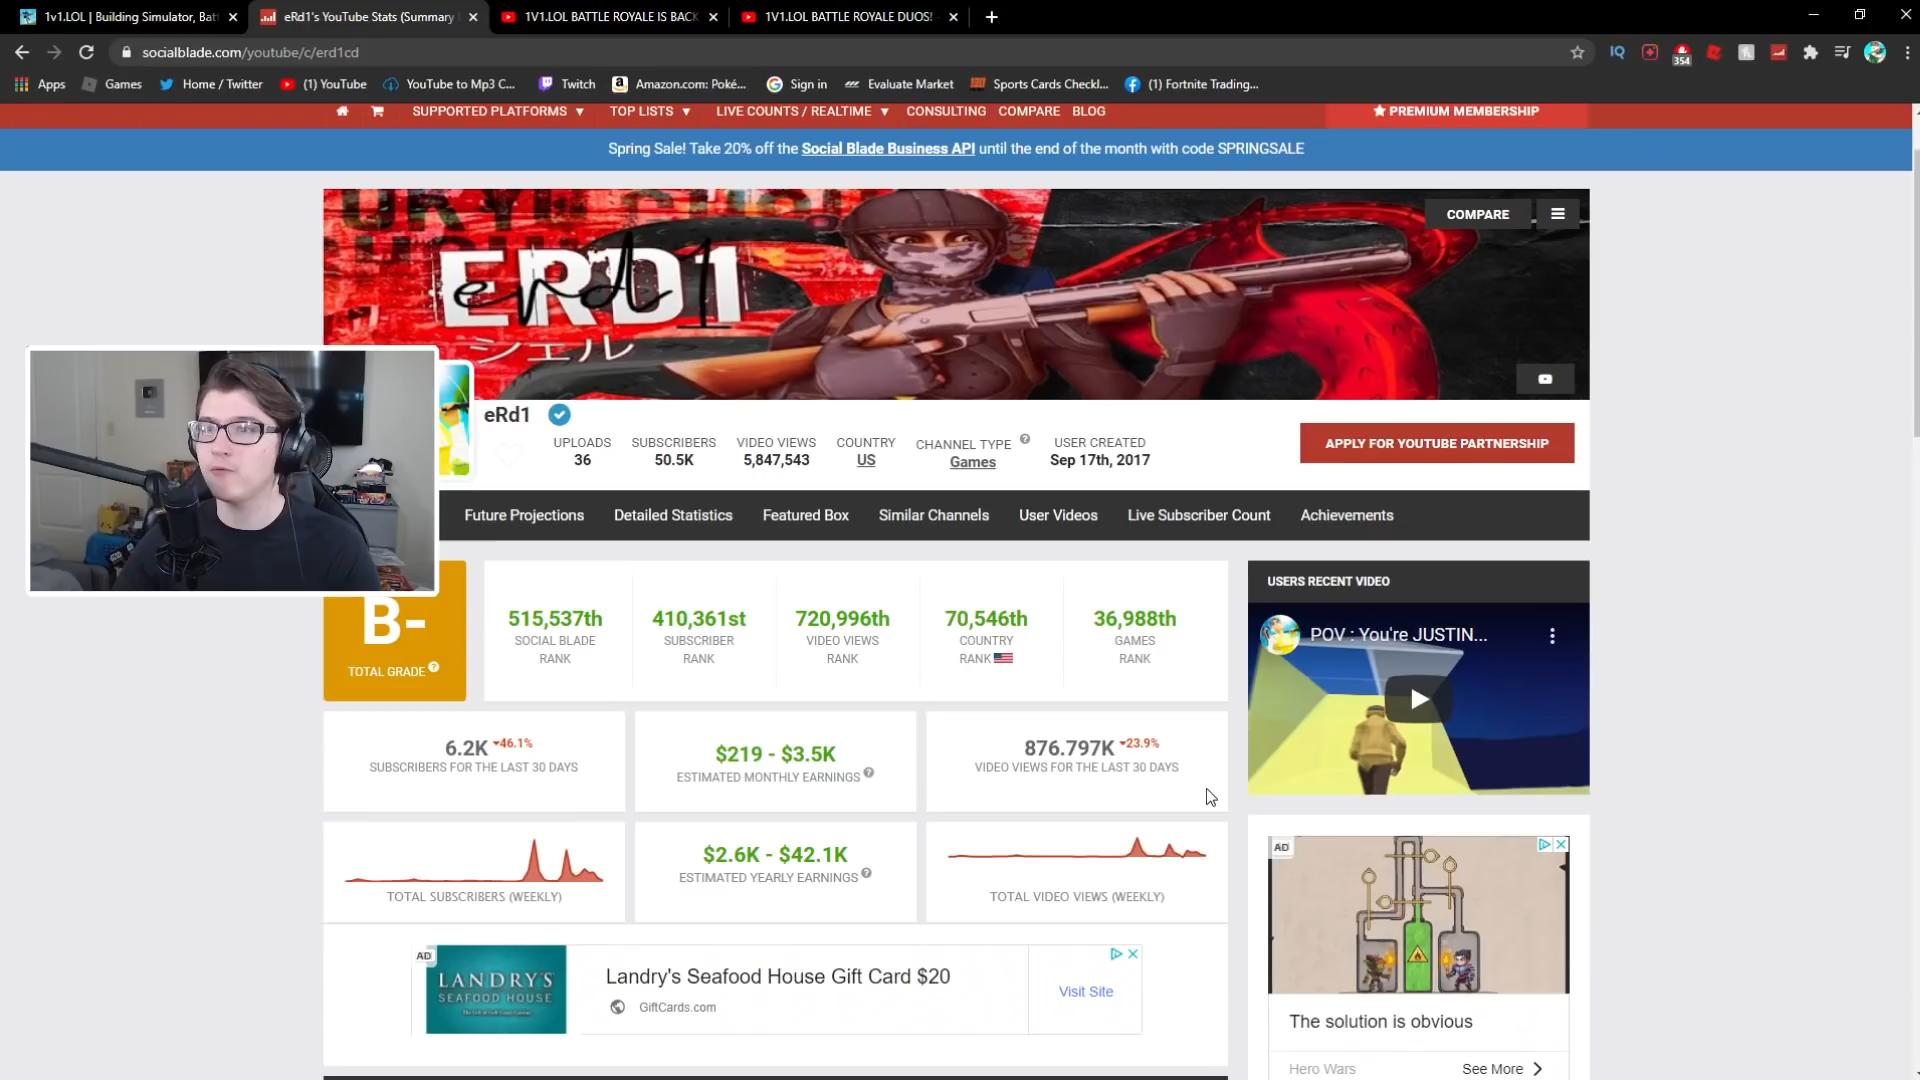 1v1.LOL | Building Simulator, Bat
eRd1's YouTube Stats (Summary
1V1.LOL BATTLE ROYALE IS BACK
1V1.LOL BATTLE ROYALE DUOS! -
socialblade.com/youtube/c/erd1cd
354
Apps
Games
Home / Twitter
(1) YouTube
YouTube to Mp3 C...
Twitch
Amazon.com: Poké...
Sign in
Evaluate Market
Sports Cards Checkl...
(1) Fortnite Trading...
SUPPORTED PLATFORMS
TOP LISTS
LIVE COUNTS / REALTIME
CONSULTING
COMPARE
BLOG
PREMIUM MEMBERSHIP
Spring Sale! Take 20% off the Social Blade Business API until the end of the month with code SPRINGSALE
COMPARE
ERD1
erd1
シェル
eRd1
UPLOADS
36
SUBSCRIBERS
50.5K
VIDEO VIEWS
5,847,543
COUNTRY
US
CHANNEL TYPE
Games
USER CREATED
Sep 17th, 2017
APPLY FOR YOUTUBE PARTNERSHIP
Future Projections
Detailed Statistics
Featured Box
Similar Channels
User Videos
Live Subscriber Count
Achievements
B-
TOTAL GRADE
515,537th
SOCIAL BLADE
RANK
410,361st
SUBSCRIBER
RANK
720,996th
VIDEO VIEWS
RANK
70,546th
COUNTRY
RANK
36,988th
GAMES
RANK
USERS RECENT VIDEO
POV : You're JUSTIN...
6.2K 46.1%
SUBSCRIBERS FOR THE LAST 30 DAYS
$219 - $3.5K
ESTIMATED MONTHLY EARNINGS
876.797K 23.9%
VIDEO VIEWS FOR THE LAST 30 DAYS
TOTAL SUBSCRIBERS (WEEKLY)
$2.6K - $42.1K
ESTIMATED YEARLY EARNINGS
TOTAL VIDEO VIEWS (WEEKLY)
AD
LANDRY'S
SEAFOOD HOUSE
Landry's Seafood House Gift Card $20
GiftCards.com
Visit Site
AD
The solution is obvious
Hero Wars
See More